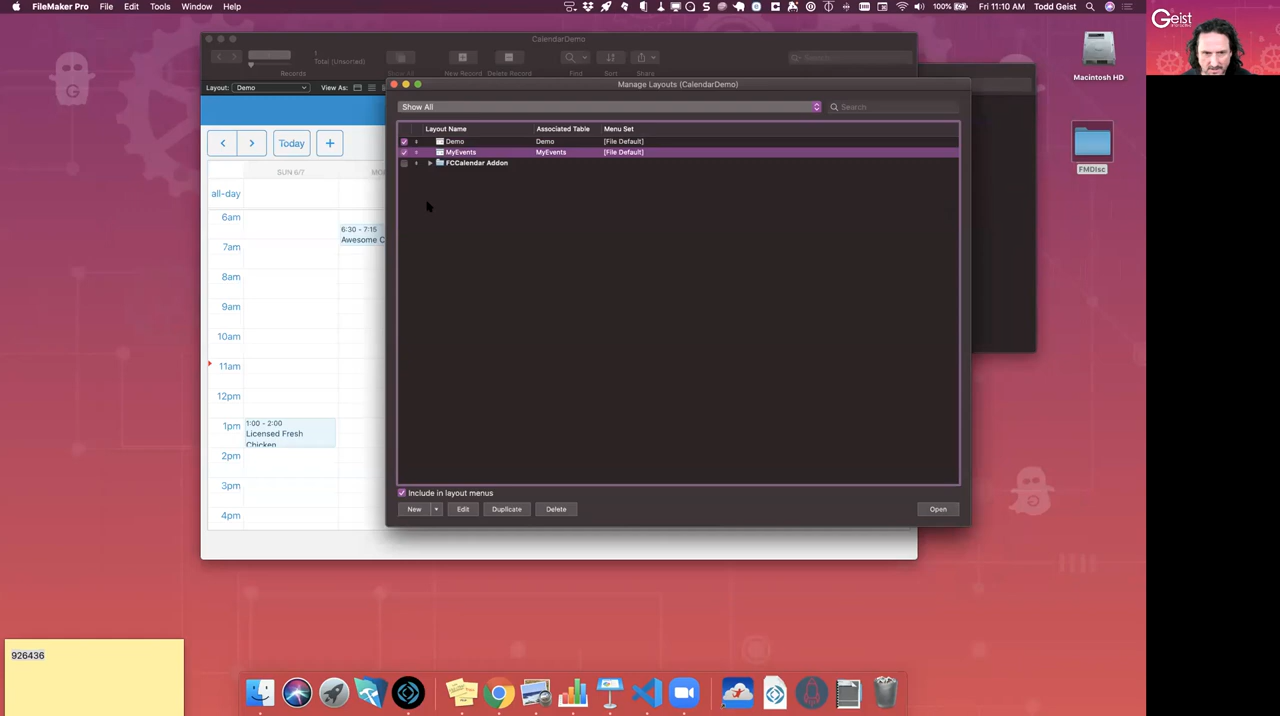 FileMaker Pro File Edit Tools Window Help 100% Fri 11:10 AM Todd Geist
Geist
CalendarDemo
1
Total (Unsorted)
Records Show All New Record Delete Record Find Sort Share
Layout: Demo View As:
Manage Layouts (CalendarDemo)
Show All Search
Layout Name Associated Table Menu Set
Demo Demo [File Default]
MyEvents MyEvents [File Default]
FCCalendar Addon
Include in layout menus
New Edit Duplicate Delete Open
Today +
SUN 6/7
all-day
6am
6:30 - 7:15
Awesome C
7am
8am
9am
10am
11am
12pm
1pm
1:00 - 2:00
Licensed Fresh
Chicken
2pm
3pm
4pm
Macintosh HD
FMDisc
926436